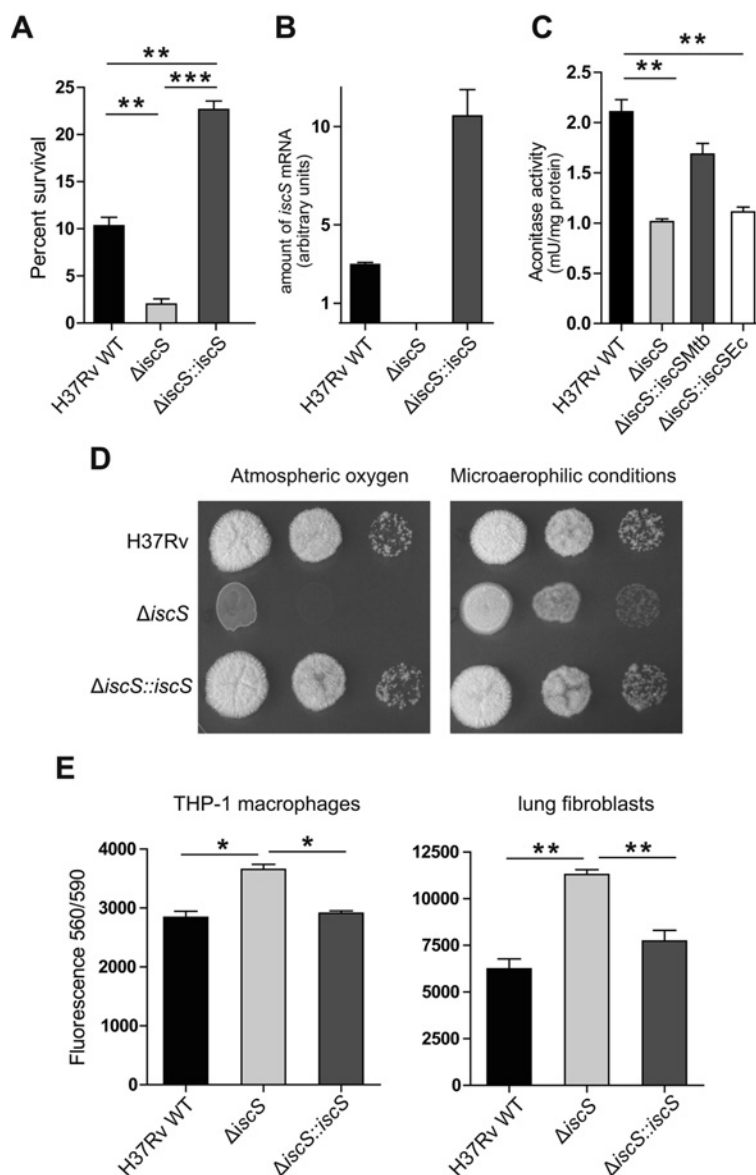 A
Percent survival
25
20
15
10
5
0
**
**
***
H37Rv WT
ΔiscS
ΔiscS::iscS
B
amount of iscS mRNA
(arbitrary units)
10
5
1
H37Rv WT
ΔiscS
ΔiscS::iscS
C
Aconitase activity
(mU/mg protein)
2.5
2.0
1.5
1.0
0.5
0.0
**
**
H37Rv WT
ΔiscS
ΔiscS::iscSMtb
ΔiscS::iscSEc
D
Atmospheric oxygen
Microaerophilic conditions
H37Rv
ΔiscS
ΔiscS::iscS
E
THP-1 macrophages
Fluorescence 560/590
4000
3000
2000
1000
0
*
*
H37Rv WT
ΔiscS
ΔiscS::iscS
lung fibroblasts
12500
10000
7500
5000
2500
0
**
**
H37Rv WT
ΔiscS
ΔiscS::iscS